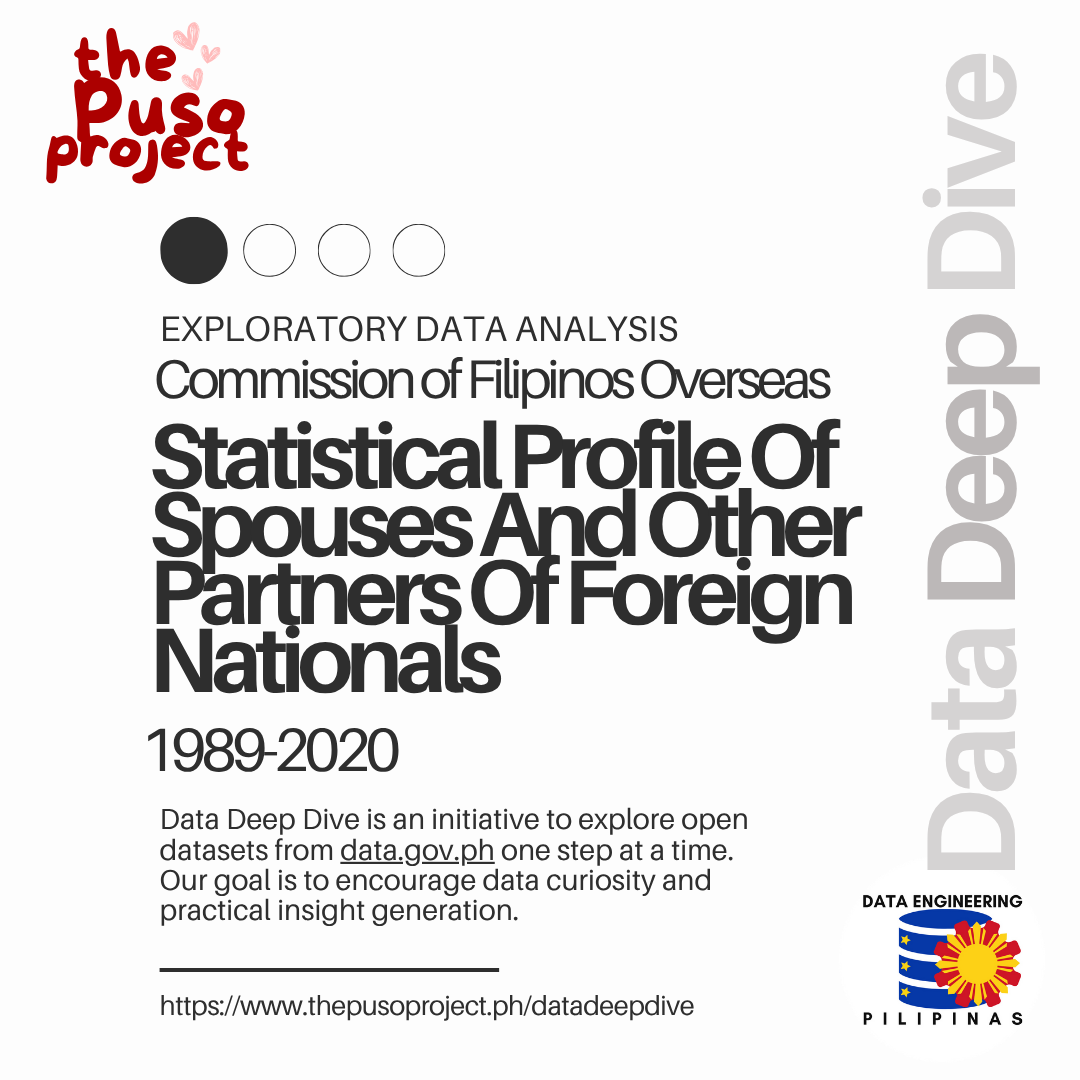 the
Puso
project
EXPLORATORY DATA ANALYSIS
Commission of Filipinos Overseas
Statistical Profile Of
Spouses And Other
Partners Of Foreign
Nationals
1989-2020
Data Deep Dive is an initiative to explore open
datasets from data.gov.ph one step at a time.
Our goal is to encourage data curiosity and
practical insight generation.
https://www.thepusoproject.ph/datadeepdive
Data Deep Dive
DATA ENGINEERING
PILIPINAS